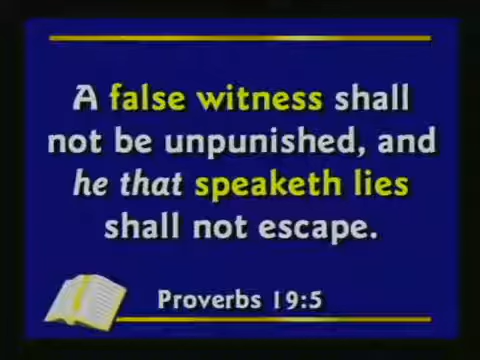 A false witness shall
not be unpunished, and
he that speaketh lies
shall not escape.
Proverbs 19:5